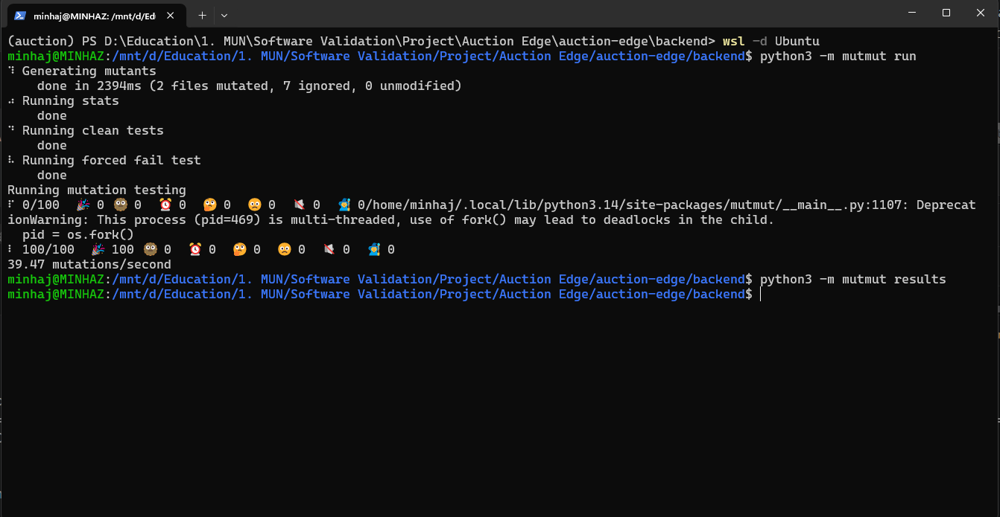 minhaj@MINHAZ: /mnt/d/Edu
(auction) PS D:\Education\1. MUN\Software Validation\Project\Auction Edge\auction-edge\backend> wsl -d Ubuntu
minhaj@MINHAZ:/mnt/d/Education/1. MUN/Software Validation/Project/Auction Edge/auction-edge/backend$ python3 -m mutmut run
⠹ Generating mutants
    done in 2394ms (2 files mutated, 7 ignored, 0 unmodified)
⠴ Running stats
    done
⠙ Running clean tests
    done
⠧ Running forced fail test
    done
Running mutation testing
⠏ 0/100  🎉 0 🫥 0  ⏰ 0  🤔 0  🙁 0  🔇 0  🧙 0/home/minhaj/.local/lib/python3.14/site-packages/mutmut/__main__.py:1107: Deprecat
ionWarning: This process (pid=469) is multi-threaded, use of fork() may lead to deadlocks in the child.
  pid = os.fork()
⠇ 100/100  🎉 100 🫥 0  ⏰ 0  🤔 0  🙁 0  🔇 0  🧙 0
39.47 mutations/second
minhaj@MINHAZ:/mnt/d/Education/1. MUN/Software Validation/Project/Auction Edge/auction-edge/backend$ python3 -m mutmut results
minhaj@MINHAZ:/mnt/d/Education/1. MUN/Software Validation/Project/Auction Edge/auction-edge/backend$